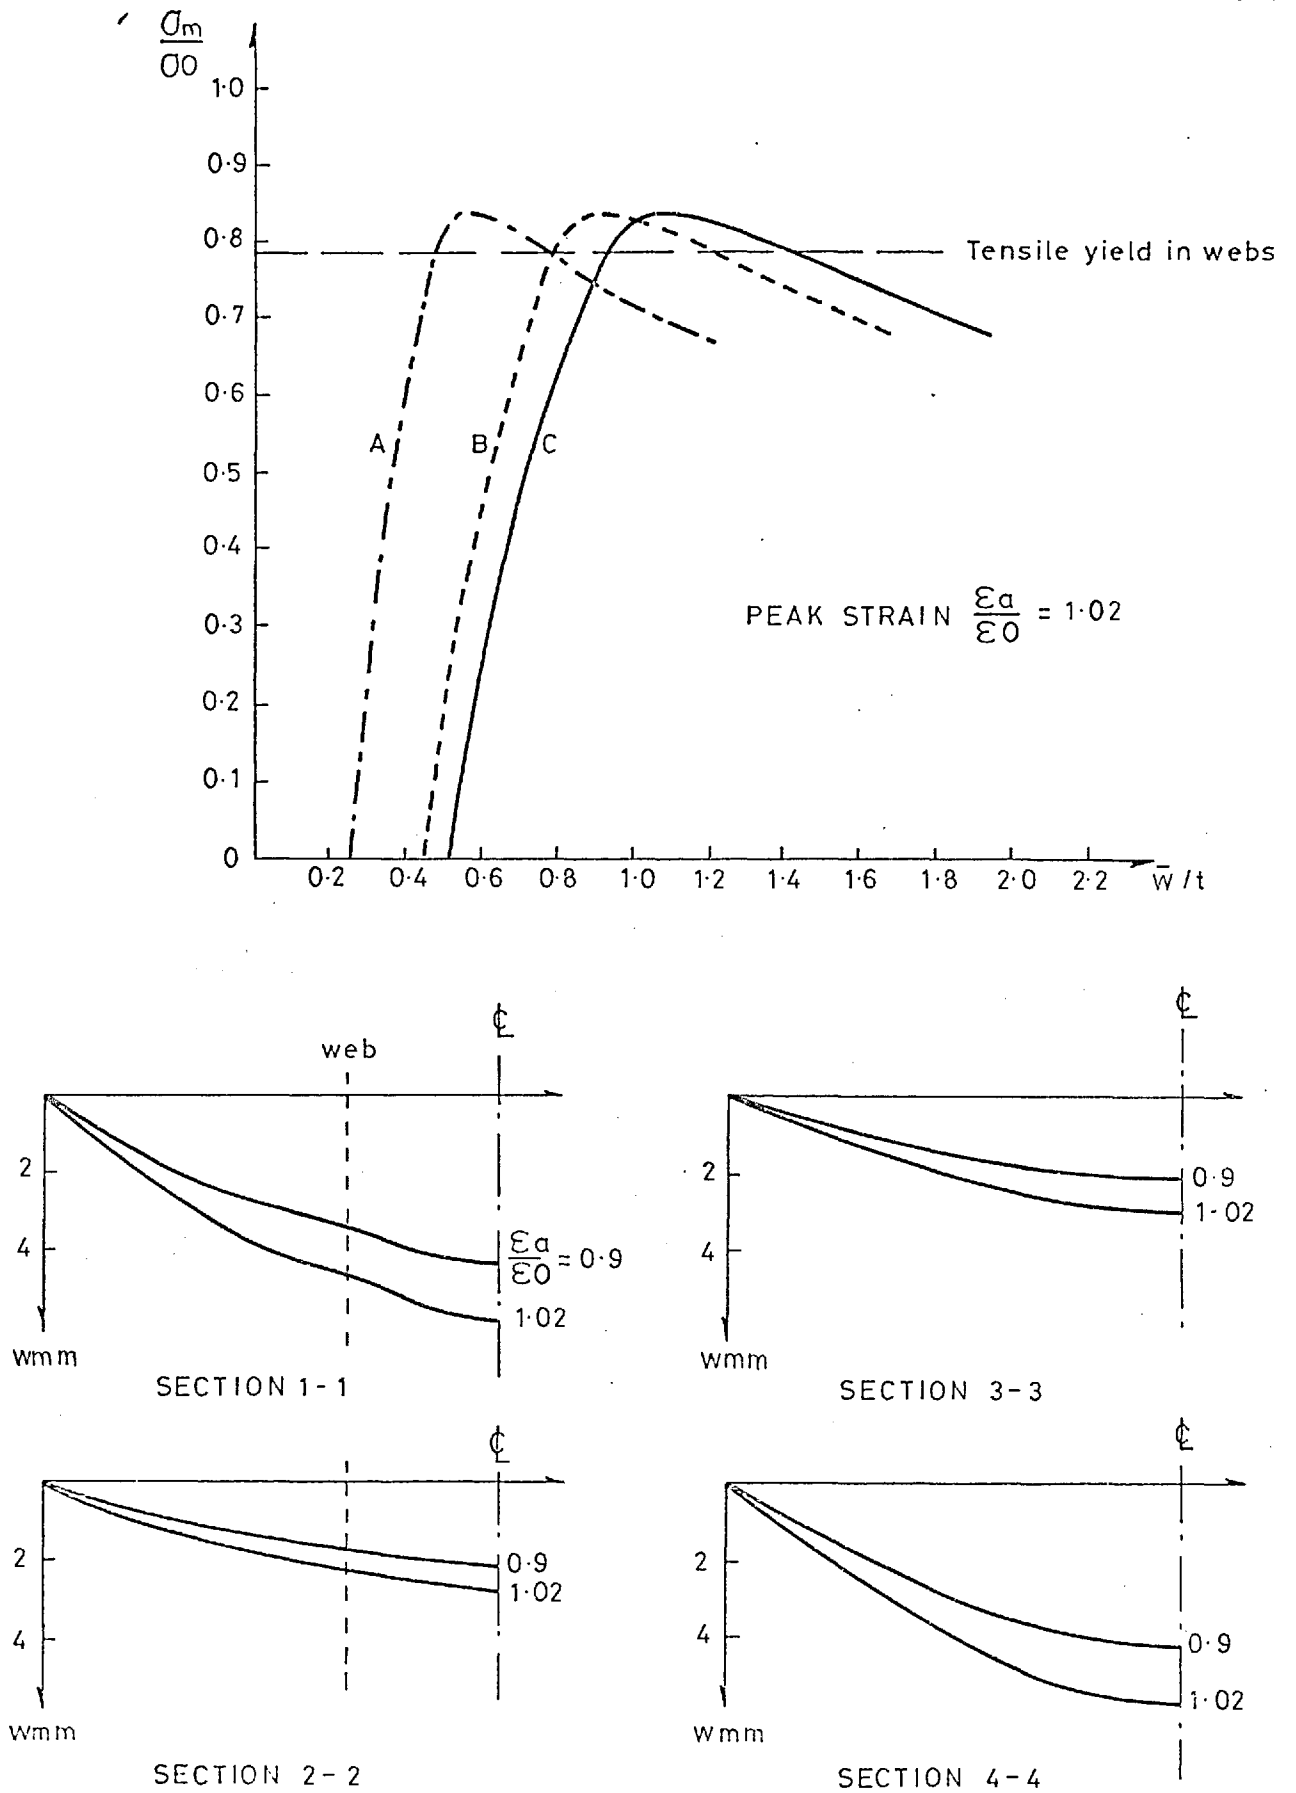 σm
σ0
1·0
0·9
0·8
Tensile yield in webs
0·7
0·6
A B C
0·5
0·4
PEAK STRAIN εa/ε0 = 1·02
0·3
0·2
0·1
0
0·2 0·4 0·6 0·8 1·0 1·2 1·4 1·6 1·8 2·0 2·2 w̄/t
web
℄
2
4
εa/ε0 = 0·9
1·02
wmm
SECTION 1-1
℄
2
4
0·9
1·02
wmm
SECTION 3-3
℄
2
4
0·9
1·02
wmm
SECTION 2-2
℄
2
4
0·9
1·02
wmm
SECTION 4-4